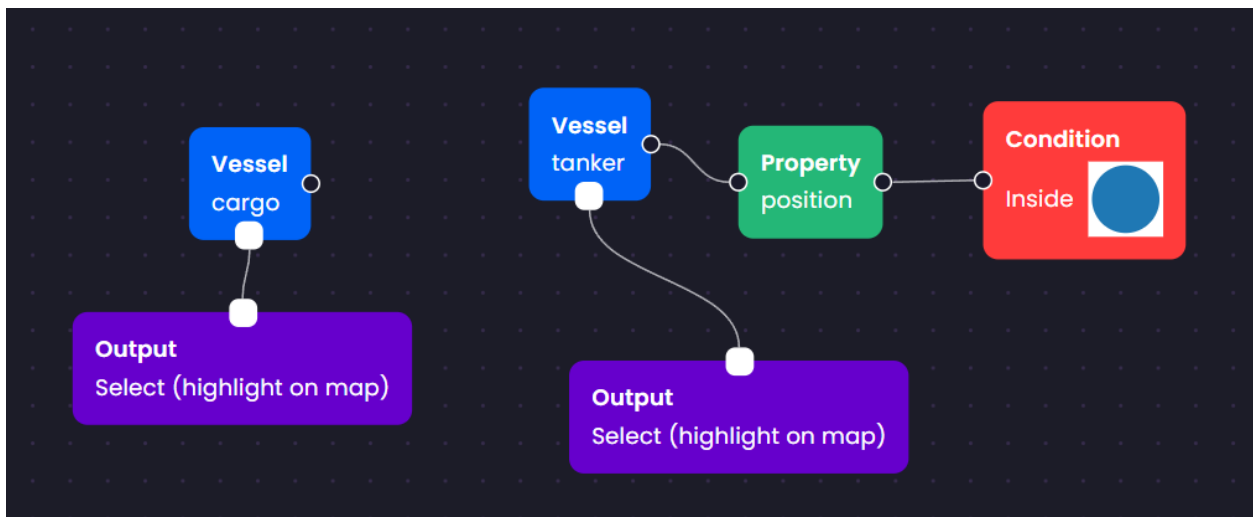 Vessel
cargo
Output
Select (highlight on map)
Vessel
tanker
Property
position
Condition
Inside
Output
Select (highlight on map)